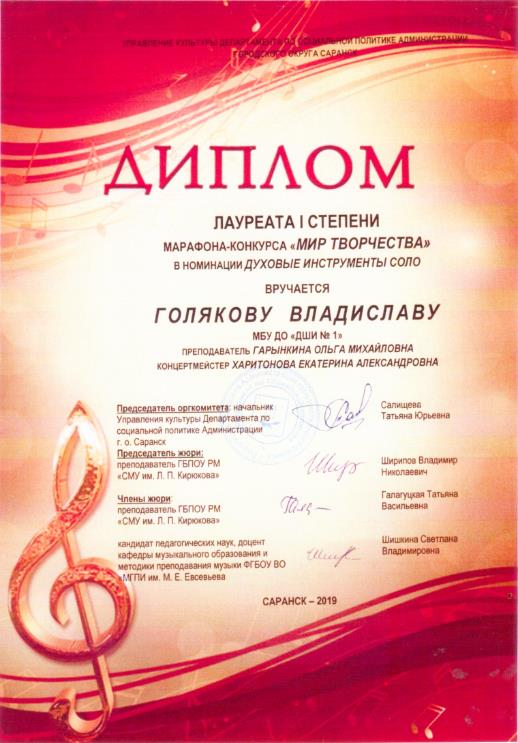 УПРАВЛЕНИЕ КУЛЬТУРЫ ДЕПАРТАМЕНТА ПО СОЦИАЛЬНОЙ ПОЛИТИКЕ АДМИНИСТРАЦИИ
ГОРОДСКОГО ОКРУГА САРАНСК
ДИПЛОМ
ЛАУРЕАТА I СТЕПЕНИ
МАРАФОНА-КОНКУРСА «МИР ТВОРЧЕСТВА»
В НОМИНАЦИИ ДУХОВЫЕ ИНСТРУМЕНТЫ СОЛО
ВРУЧАЕТСЯ
ГОЛЯКОВУ ВЛАДИСЛАВУ
МБУ ДО «ДШИ № 1»
ПРЕПОДАВАТЕЛЬ ГАРЫНКИНА ОЛЬГА МИХАЙЛОВНА
КОНЦЕРТМЕЙСТЕР ХАРИТОНОВА ЕКАТЕРИНА АЛЕКСАНДРОВНА
Председатель оргкомитета: начальник
Управления культуры Департамента по
социальной политике Администрации
г. о. Саранск
Салищева
Татьяна Юрьевна
Председатель жюри:
преподаватель ГБПОУ РМ
«СМУ им. Л. П. Кирюкова»
Ширипов Владимир
Николаевич
Члены жюри:
преподаватель ГБПОУ РМ
«СМУ им. Л. П. Кирюкова»
Галагуцкая Татьяна
Васильевна
кандидат педагогических наук, доцент
кафедры музыкального образования и
методики преподавания музыки ФГБОУ ВО
«МГПИ им. М. Е. Евсевьева
Шишкина Светлана
Владимировна
САРАНСК – 2019